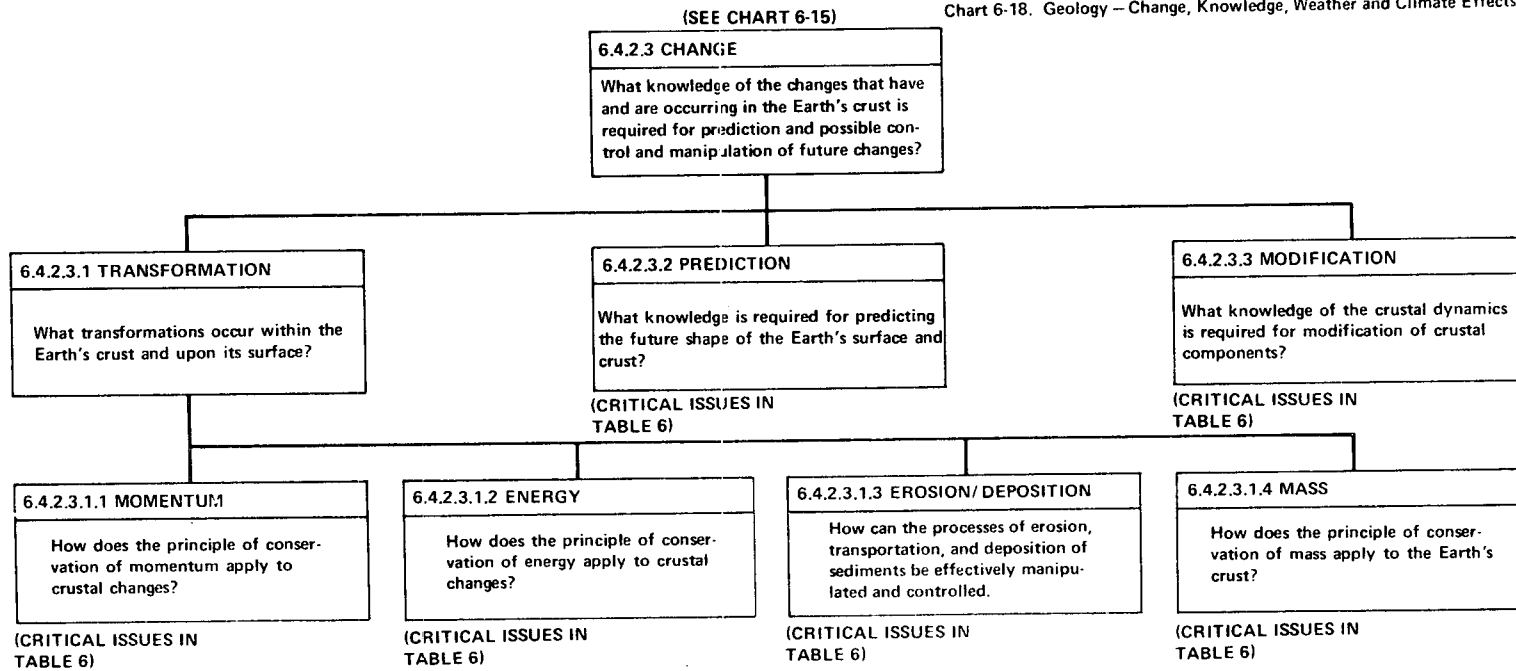 (SEE CHART 6-15)
Chart 6-18. Geology – Change, Knowledge, Weather and Climate Effects
6.4.2.3 CHANGE
What knowledge of the changes that have
and are occurring in the Earth's crust is
required for prediction and possible con-
trol and manipulation of future changes?
6.4.2.3.1 TRANSFORMATION
What transformations occur within the
Earth's crust and upon its surface?
6.4.2.3.2 PREDICTION
What knowledge is required for predicting
the future shape of the Earth's surface and
crust?
(CRITICAL ISSUES IN
TABLE 6)
6.4.2.3.3 MODIFICATION
What knowledge of the crustal dynamics
is required for modification of crustal
components?
(CRITICAL ISSUES IN
TABLE 6)
6.4.2.3.1.1 MOMENTUM
How does the principle of conser-
vation of momentum apply to
crustal changes?
(CRITICAL ISSUES IN
TABLE 6)
6.4.2.3.1.2 ENERGY
How does the principle of conser-
vation of energy apply to crustal
changes?
(CRITICAL ISSUES IN
TABLE 6)
6.4.2.3.1.3 EROSION/DEPOSITION
How can the processes of erosion,
transportation, and deposition of
sediments be effectively manipu-
lated and controlled.
(CRITICAL ISSUES IN
TABLE 6)
6.4.2.3.1.4 MASS
How does the principle of conser-
vation of mass apply to the Earth's
crust?
(CRITICAL ISSUES IN
TABLE 6)